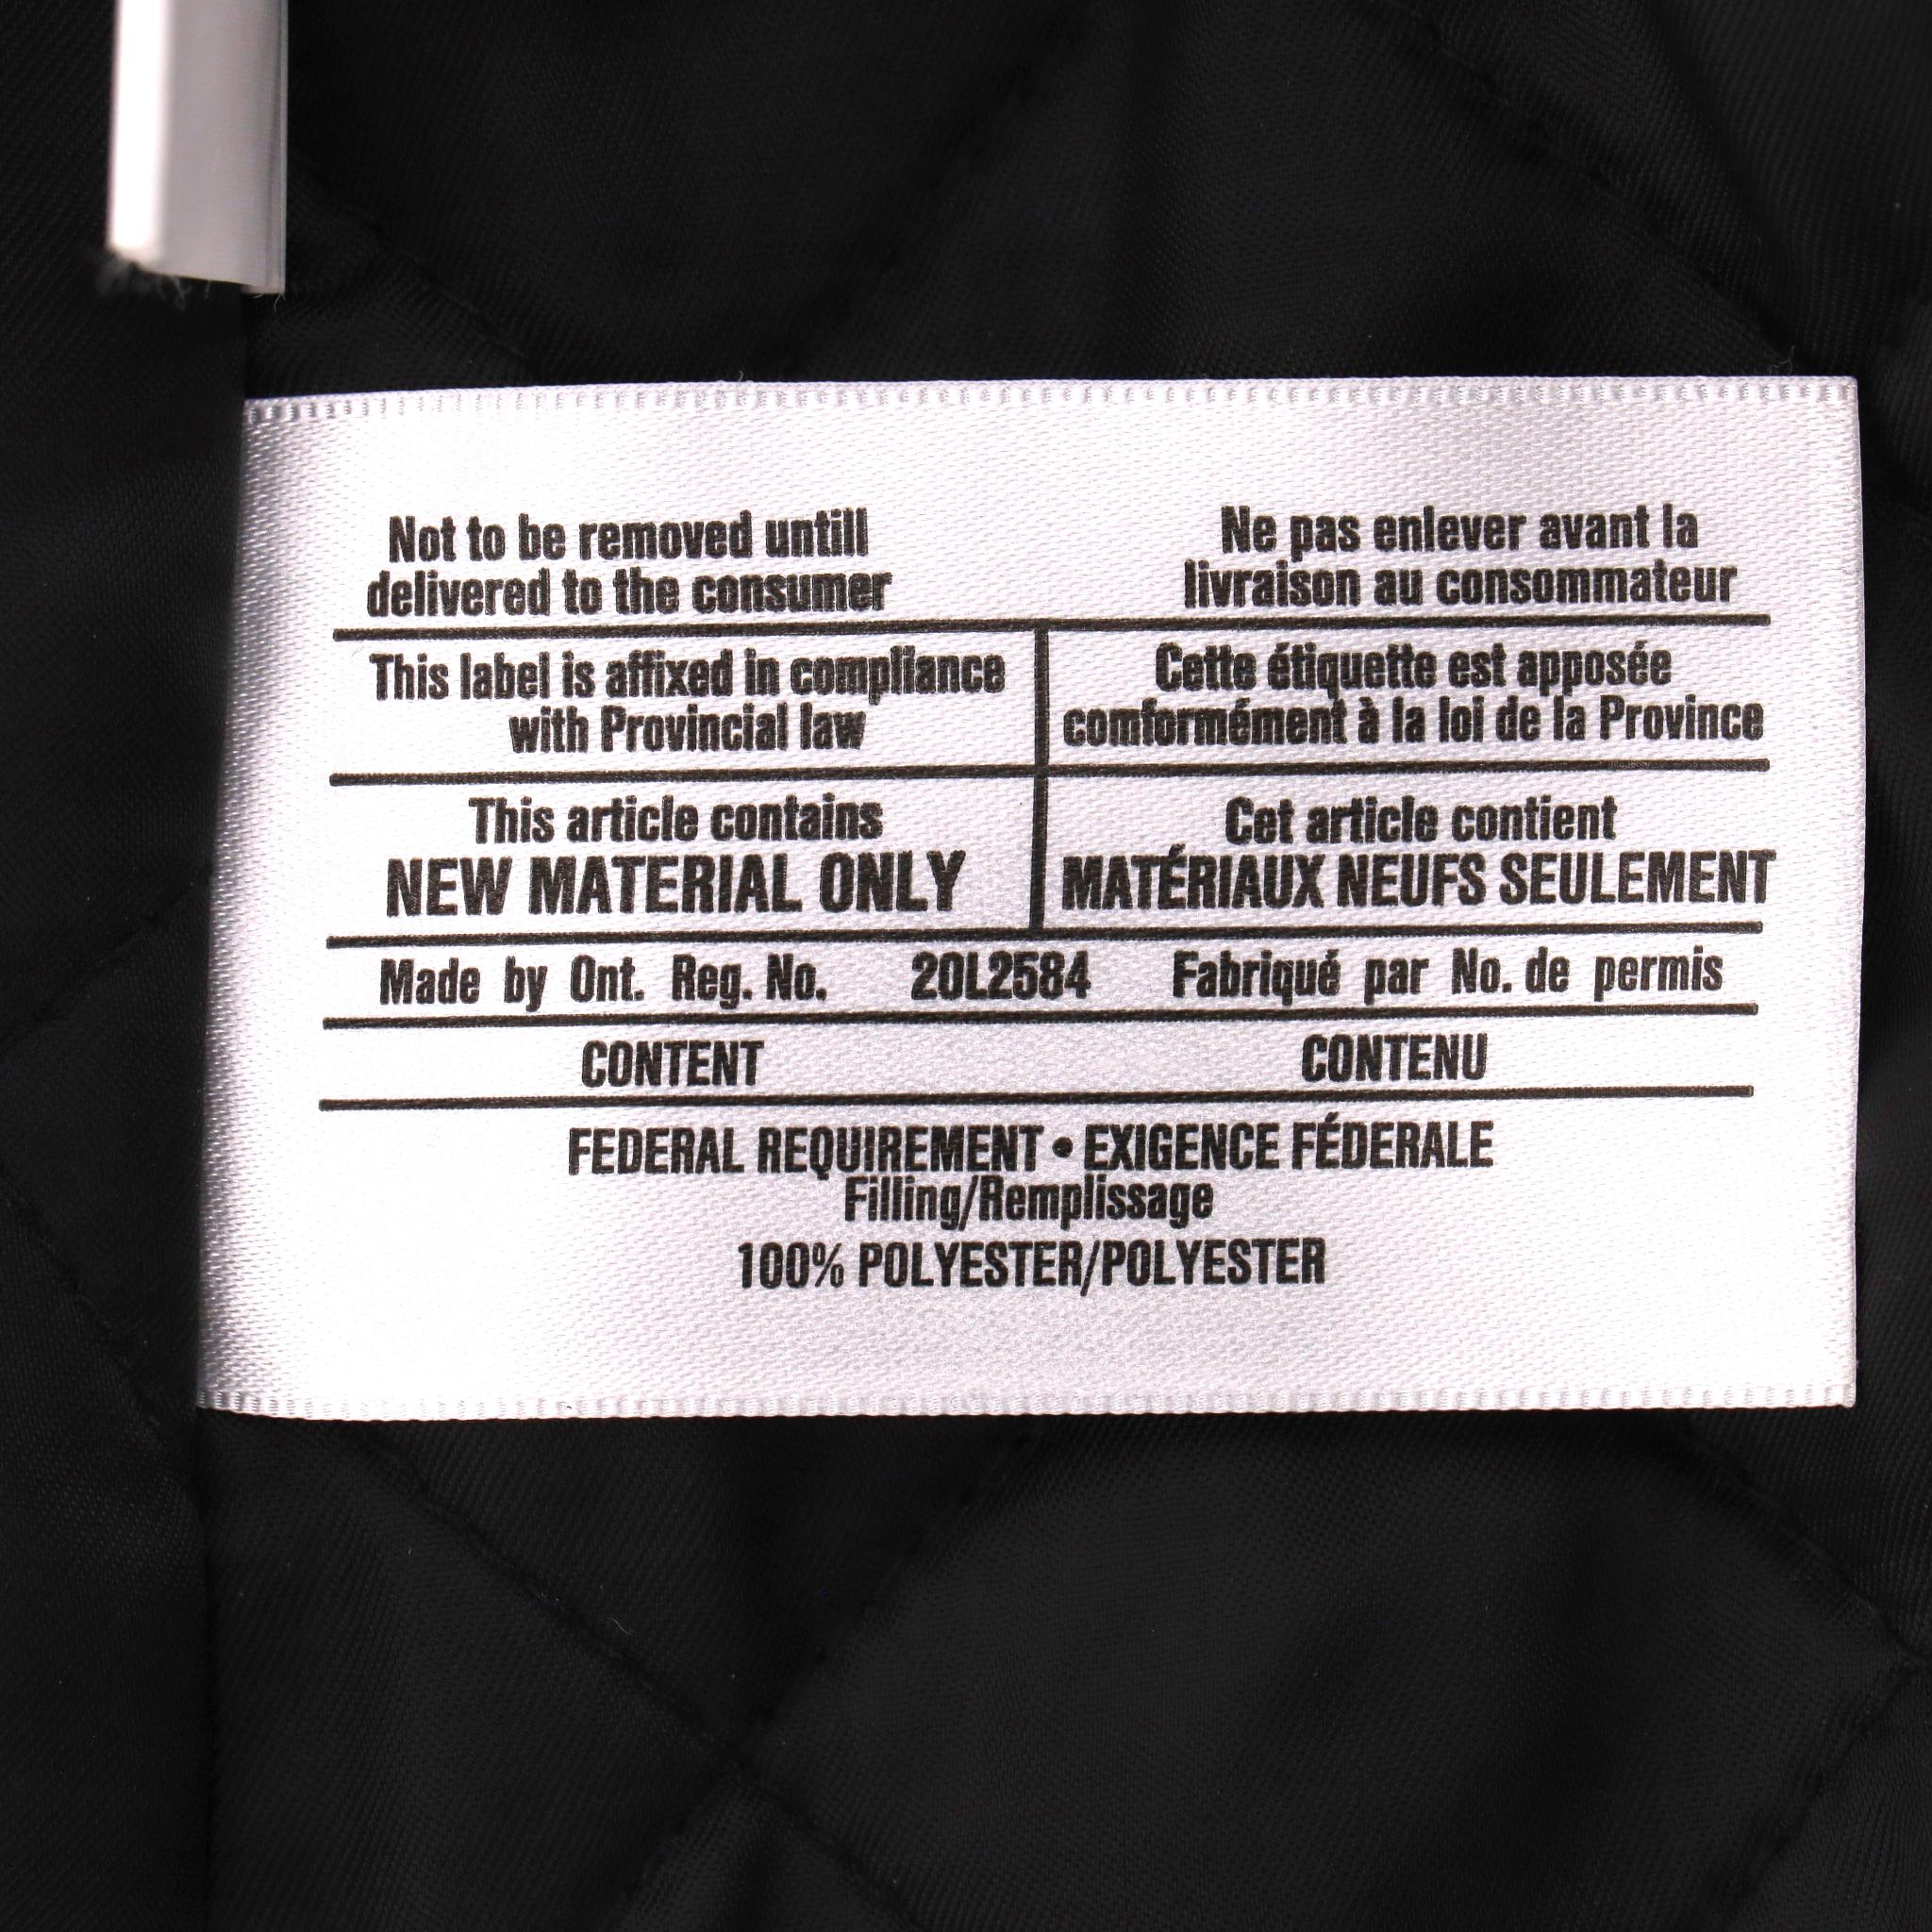 Not to be removed untill
delivered to the consumer
Ne pas enlever avant la
livraison au consommateur
This label is affixed in compliance
with Provincial law
Cette étiquette est apposée
comformément à la loi de la Province
This article contains
NEW MATERIAL ONLY
Cet article contient
MATÉRIAUX NEUFS SEULEMENT
Made by Ont. Reg. No. 20L2584 Fabriqué par No. de permis
CONTENT CONTENU
FEDERAL REQUIREMENT • EXIGENCE FÉDERALE
Filling/Remplissage
100% POLYESTER/POLYESTER